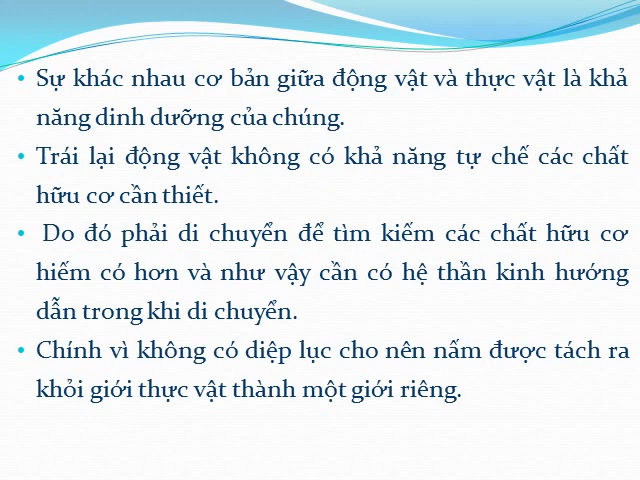 • Sự khác nhau cơ bản giữa động vật và thực vật là khả
năng dinh dưỡng của chúng.
• Trái lại động vật không có khả năng tự chế các chất
hữu cơ cần thiết.
• Do đó phải di chuyển để tìm kiếm các chất hữu cơ
hiếm có hơn và như vậy cần có hệ thần kinh hướng
dẫn trong khi di chuyển.
• Chính vì không có diệp lục cho nên nấm được tách ra
khỏi giới thực vật thành một giới riêng.